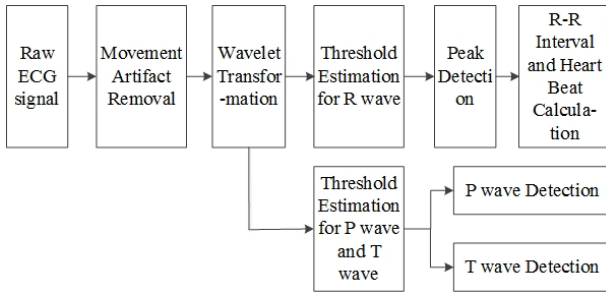 Raw
ECG
signal
Movement
Artifact
Removal
Wavelet
Transfor
-mation
Threshold
Estimation
for R wave
Peak
Detecti
on
R-R
Interval
and Heart
Beat
Calcula-
tion
Threshold
Estimation
for P wave
and T
wave
P wave Detection
T wave Detection